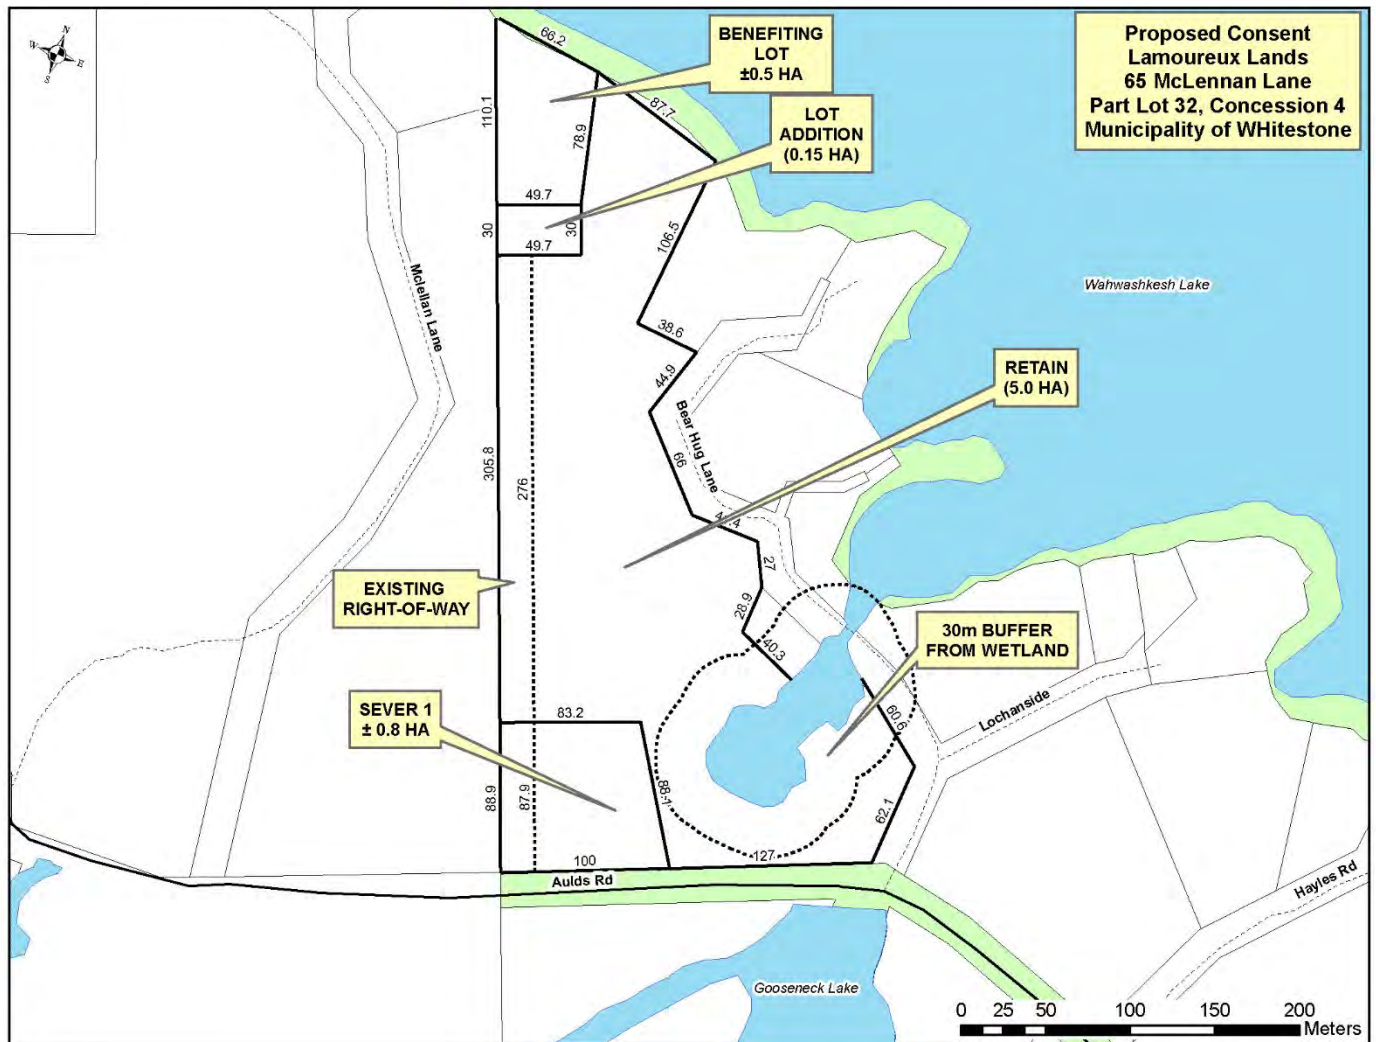 N
W
E
S
Proposed Consent
Lamoureux Lands
65 McLennan Lane
Part Lot 32, Concession 4
Municipality of WHitestone
BENEFITING
LOT
±0.5 HA
66.2
87.7
110.1
78.9
LOT
ADDITION
(0.15 HA)
49.7
30
30
49.7
106.5
Mclellan Lane
Wahwashkesh Lake
38.6
44.9
RETAIN
(5.0 HA)
Bear Hug Lane
66
305.8
276
27
EXISTING
RIGHT-OF-WAY
28.9
40.3
30m BUFFER
FROM WETLAND
60.6
Lochanside
SEVER 1
± 0.8 HA
83.2
88.9
87.9
88.1
62.1
100
127
Aulds Rd
Hayles Rd
Gooseneck Lake
0 25 50 100 150 200
Meters